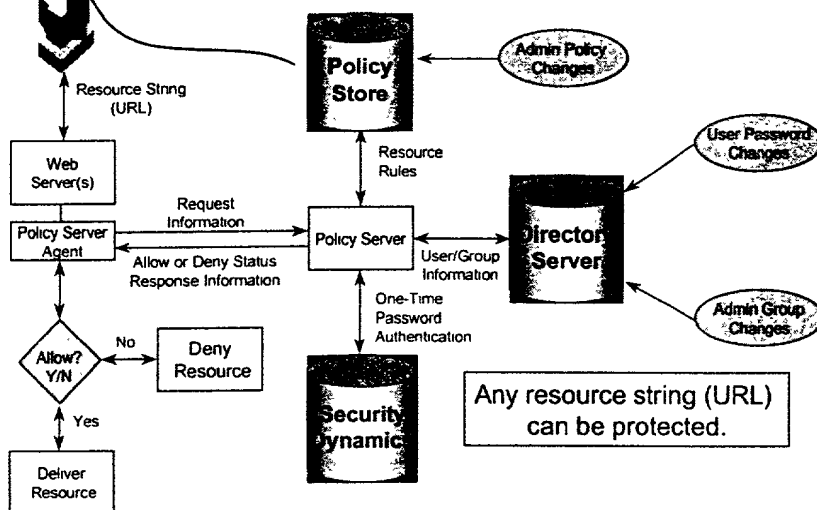 Resource String
(URL)
Web
Server(s)
Policy Server
Agent
Allow?
Y/N
No
Deny
Resource
Yes
Deliver
Resource
Request
Information
Allow or Deny Status
Response Information
Policy
Store
Admin Policy
Changes
Resource
Rules
Policy Server
User/Group
Information
One-Time
Password
Authentication
Security
Dynamic
Director
Server
User Password
Changes
Admin Group
Changes
Any resource string (URL)
can be protected.